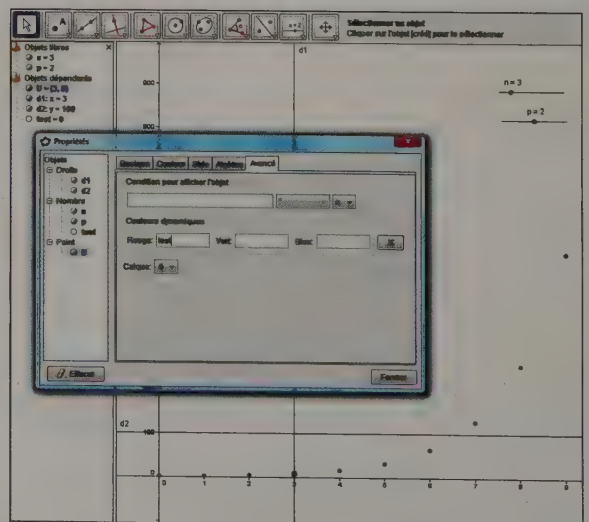 Sélectionner un objet
Cliquer sur l'objet [créé] pour le sélectionner
Objets libres
n = 3
p = 2
Objets dépendants
d1: x = 3
d2: y = 100
test = 0
d1
900
800
n = 3
p = 2
Propriétés
Objets
Droite
d1
d2
Nombre
n
p
test
Point
U
Basique Couleur Style Algèbre Avancé
Condition pour afficher l'objet
Couleurs dynamiques
Rouge: test Vert: Bleu:
Calque: 0
Effacer
Fermer
d2
100
0
0 1 2 3 4 5 6 7 8 9